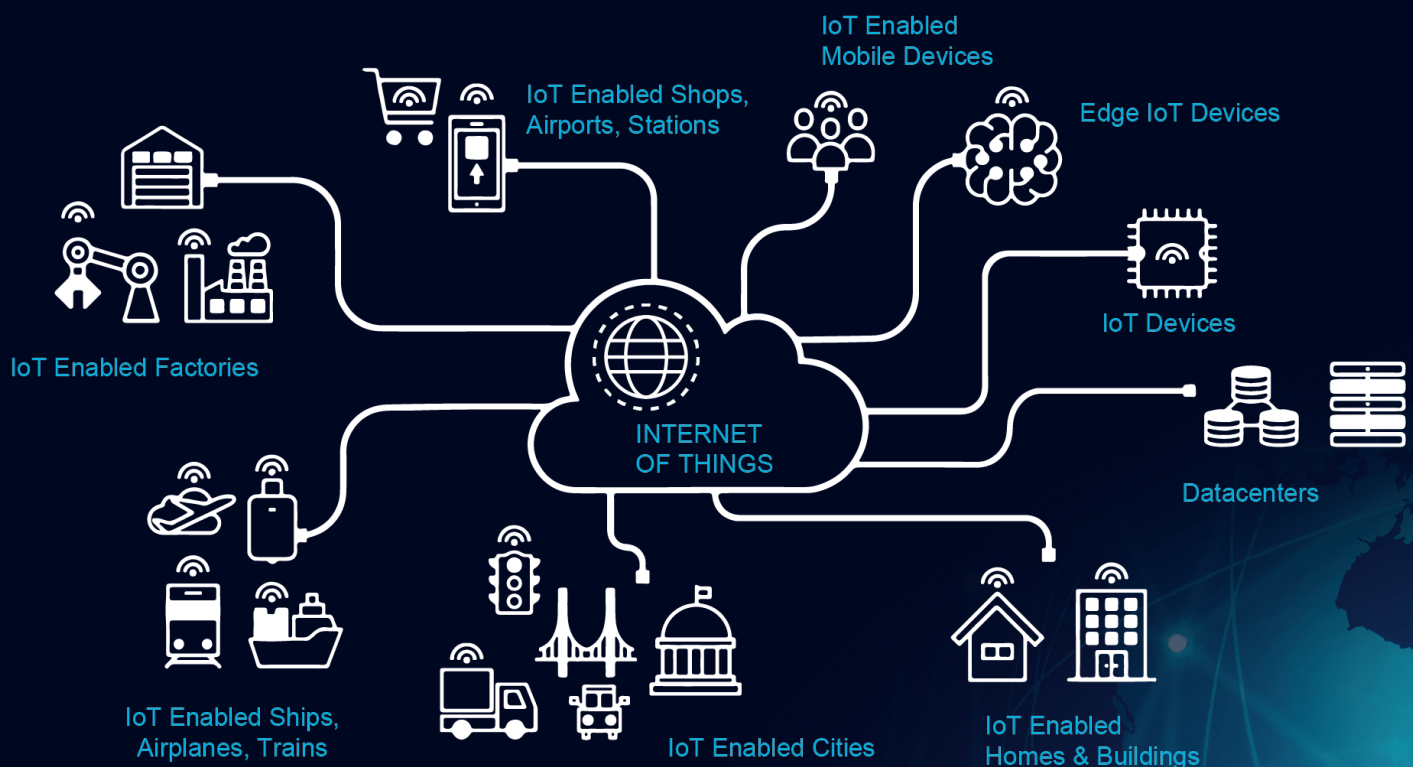 IoT Enabled
Mobile Devices
IoT Enabled Shops,
Airports, Stations
Edge IoT Devices
IoT Devices
IoT Enabled Factories
INTERNET
OF THINGS
Datacenters
IoT Enabled Ships,
Airplanes, Trains
IoT Enabled Cities
IoT Enabled
Homes & Buildings